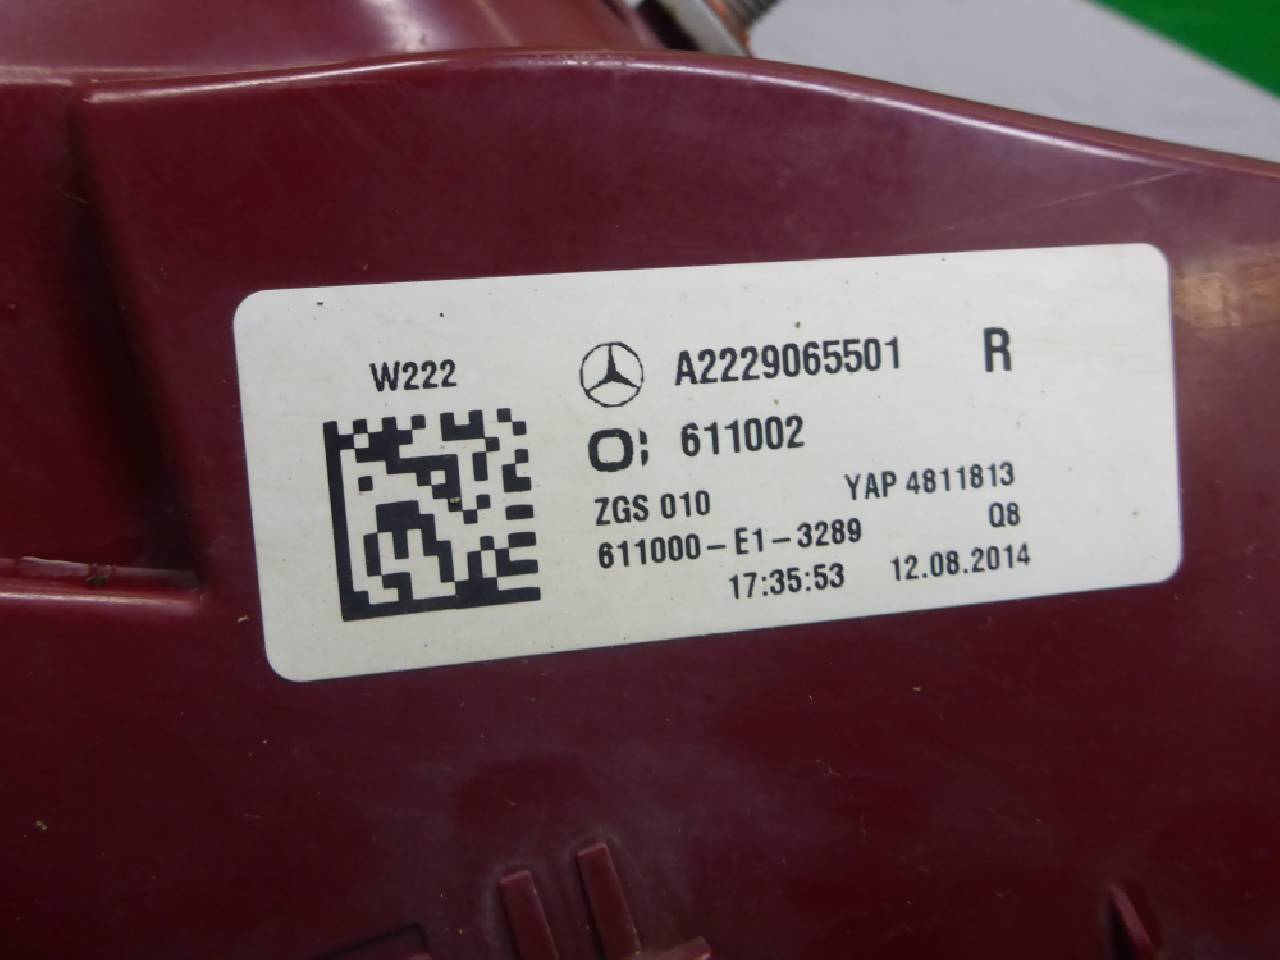 W222
A2229065501 R
O; 611002
ZGS 010 YAP 4811813
611000-E1-3289 Q8
17:35:53 12.08.2014